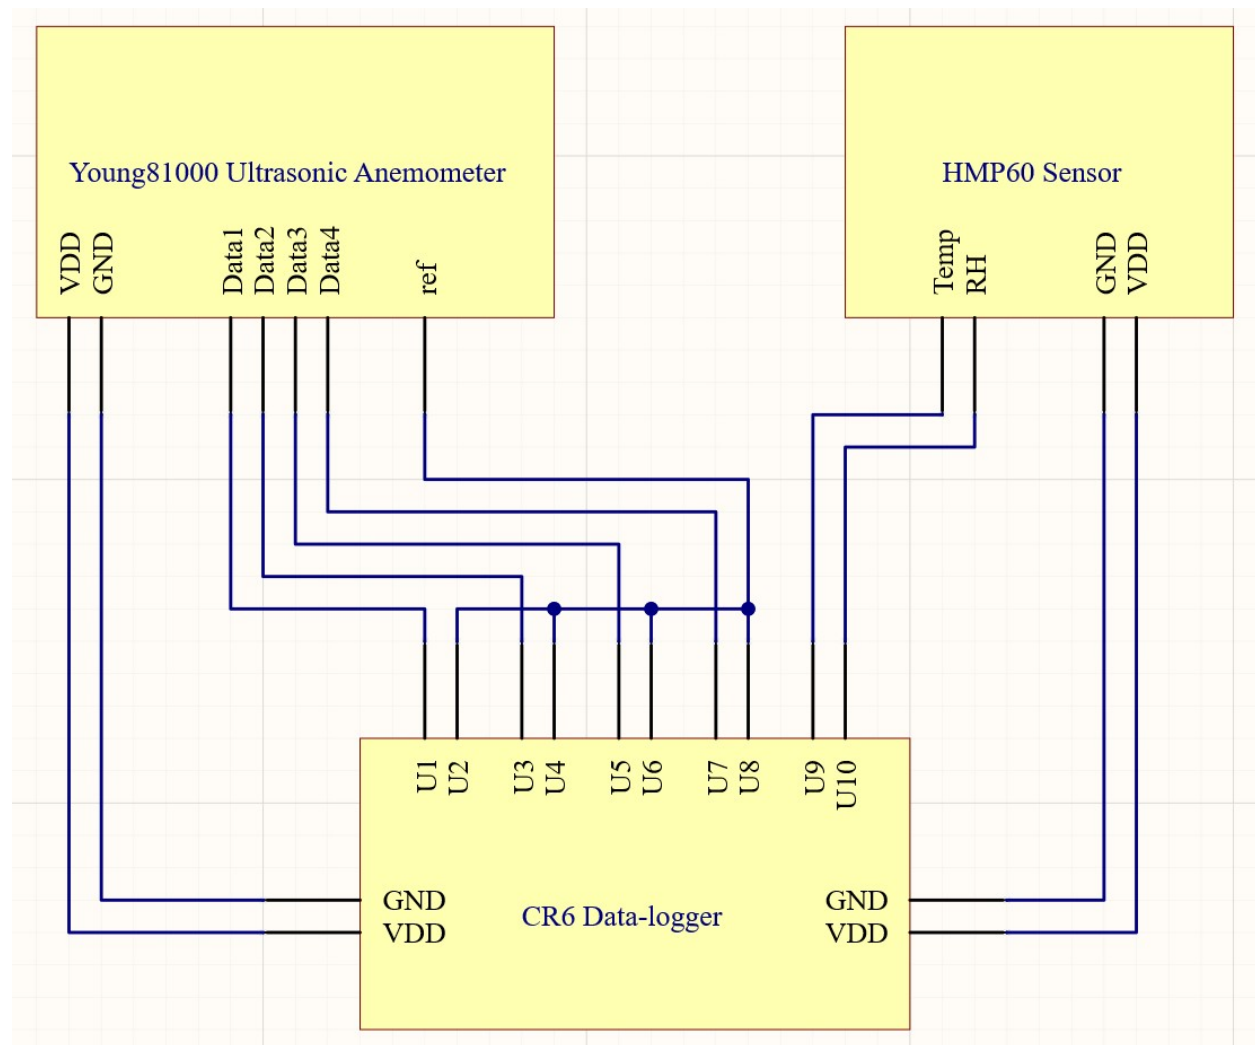 Young81000 Ultrasonic Anemometer
VDD
GND
Data1
Data2
Data3
Data4
ref
HMP60 Sensor
Temp
RH
GND
VDD
U1
U2
U3
U4
U5
U6
U7
U8
U9
U10
GND
VDD
CR6 Data-logger
GND
VDD